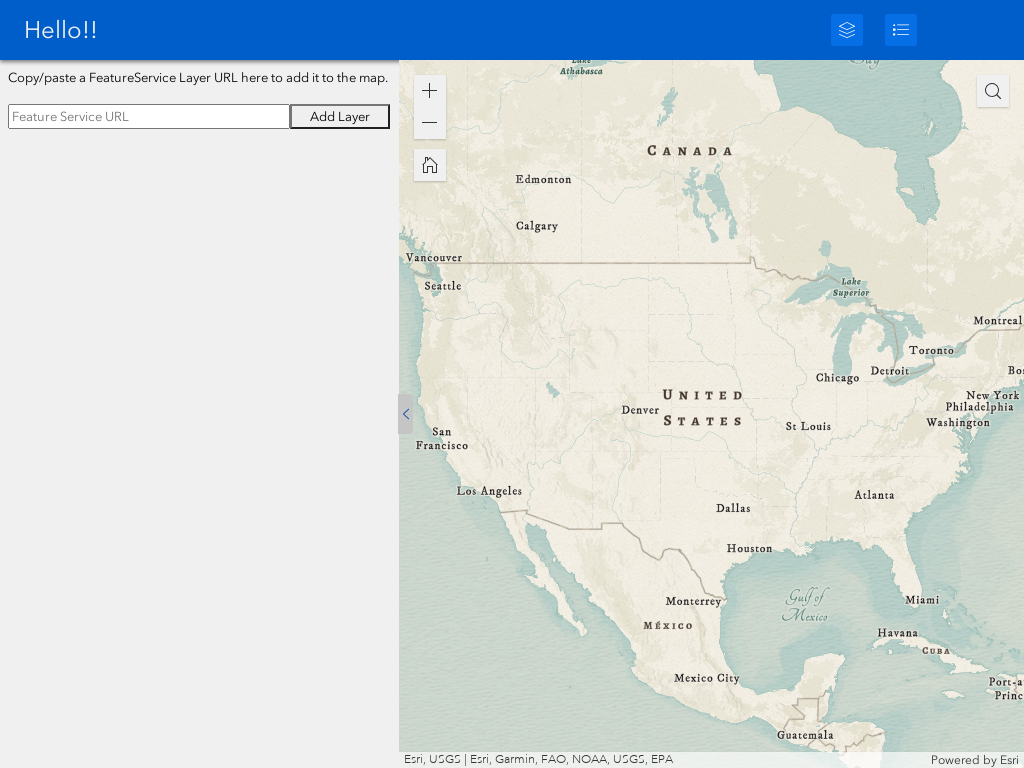 Hello!!
Copy/paste a FeatureService Layer URL here to add it to the map.
Feature Service URL
Add Layer
Lake
Athabasca
Bay
CANADA
Edmonton
Calgary
Vancouver
Seattle
Lake
Superior
Montreal
Toronto
Detroit
Chicago
Bos
New York
Philadelphia
Washington
UNITED
STATES
Denver
St Louis
San
Francisco
Los Angeles
Atlanta
Dallas
Houston
Gulf of
Mexico
Miami
Monterrey
MÉXICO
Havana
CUBA
Mexico City
Port-a
Princ
Guatemala
Esri, USGS | Esri, Garmin, FAO, NOAA, USGS, EPA
Powered by Esri